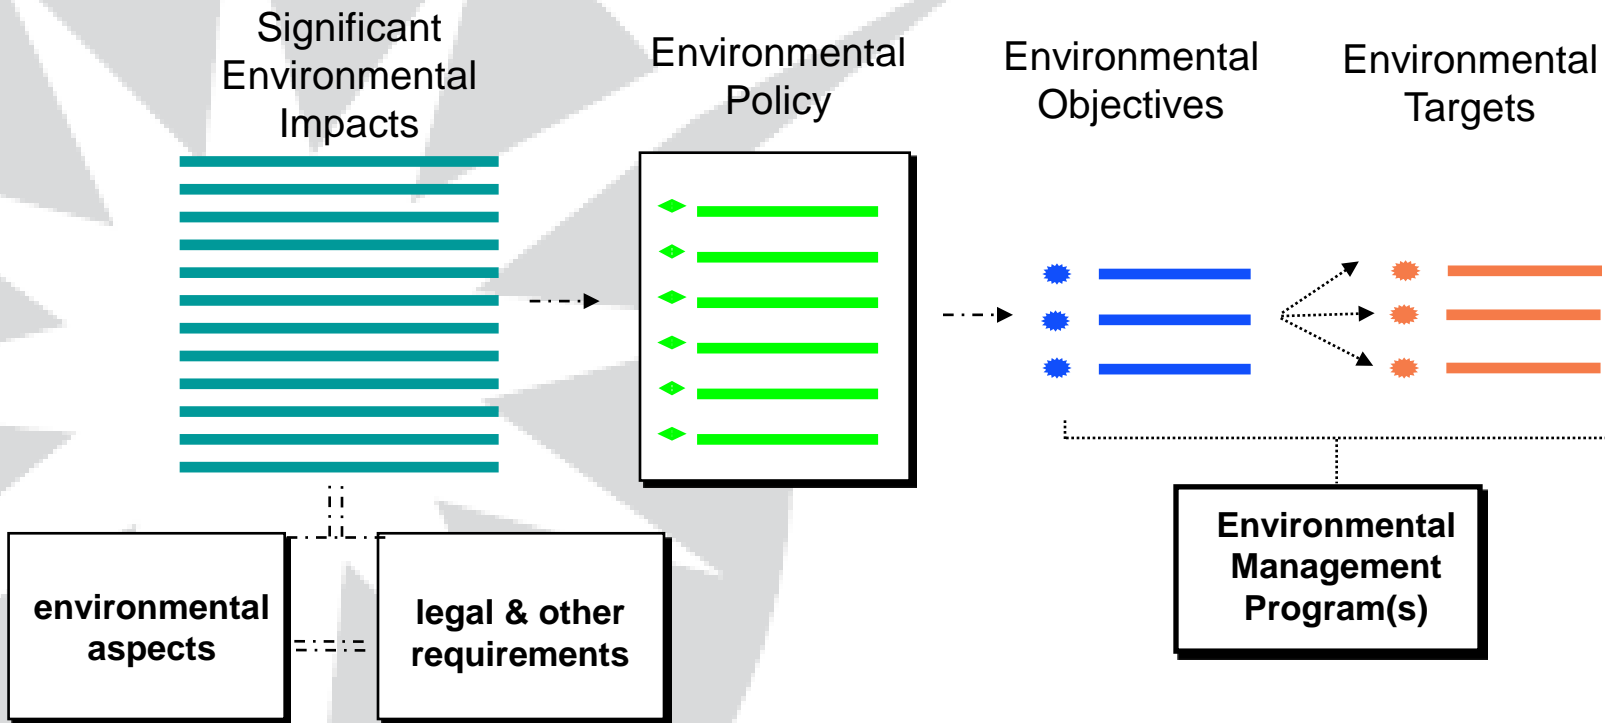 Significant
Environmental
Impacts
Environmental
Policy
Environmental
Objectives
Environmental
Targets
environmental
aspects
legal & other
requirements
Environmental
Management
Program(s)